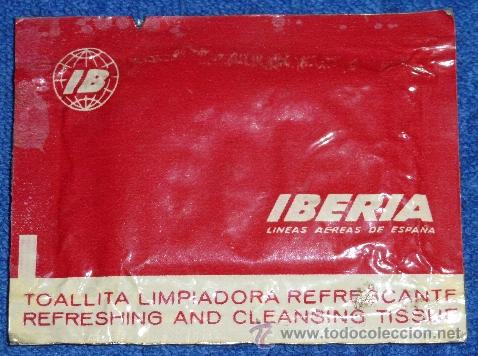 IB
IBERIA
LINEAS AEREAS DE ESPAÑA
TOALLITA LIMPIADORA REFRESCANTE
REFRESHING AND CLEANSING TISSUE
www.todocoleccion.net